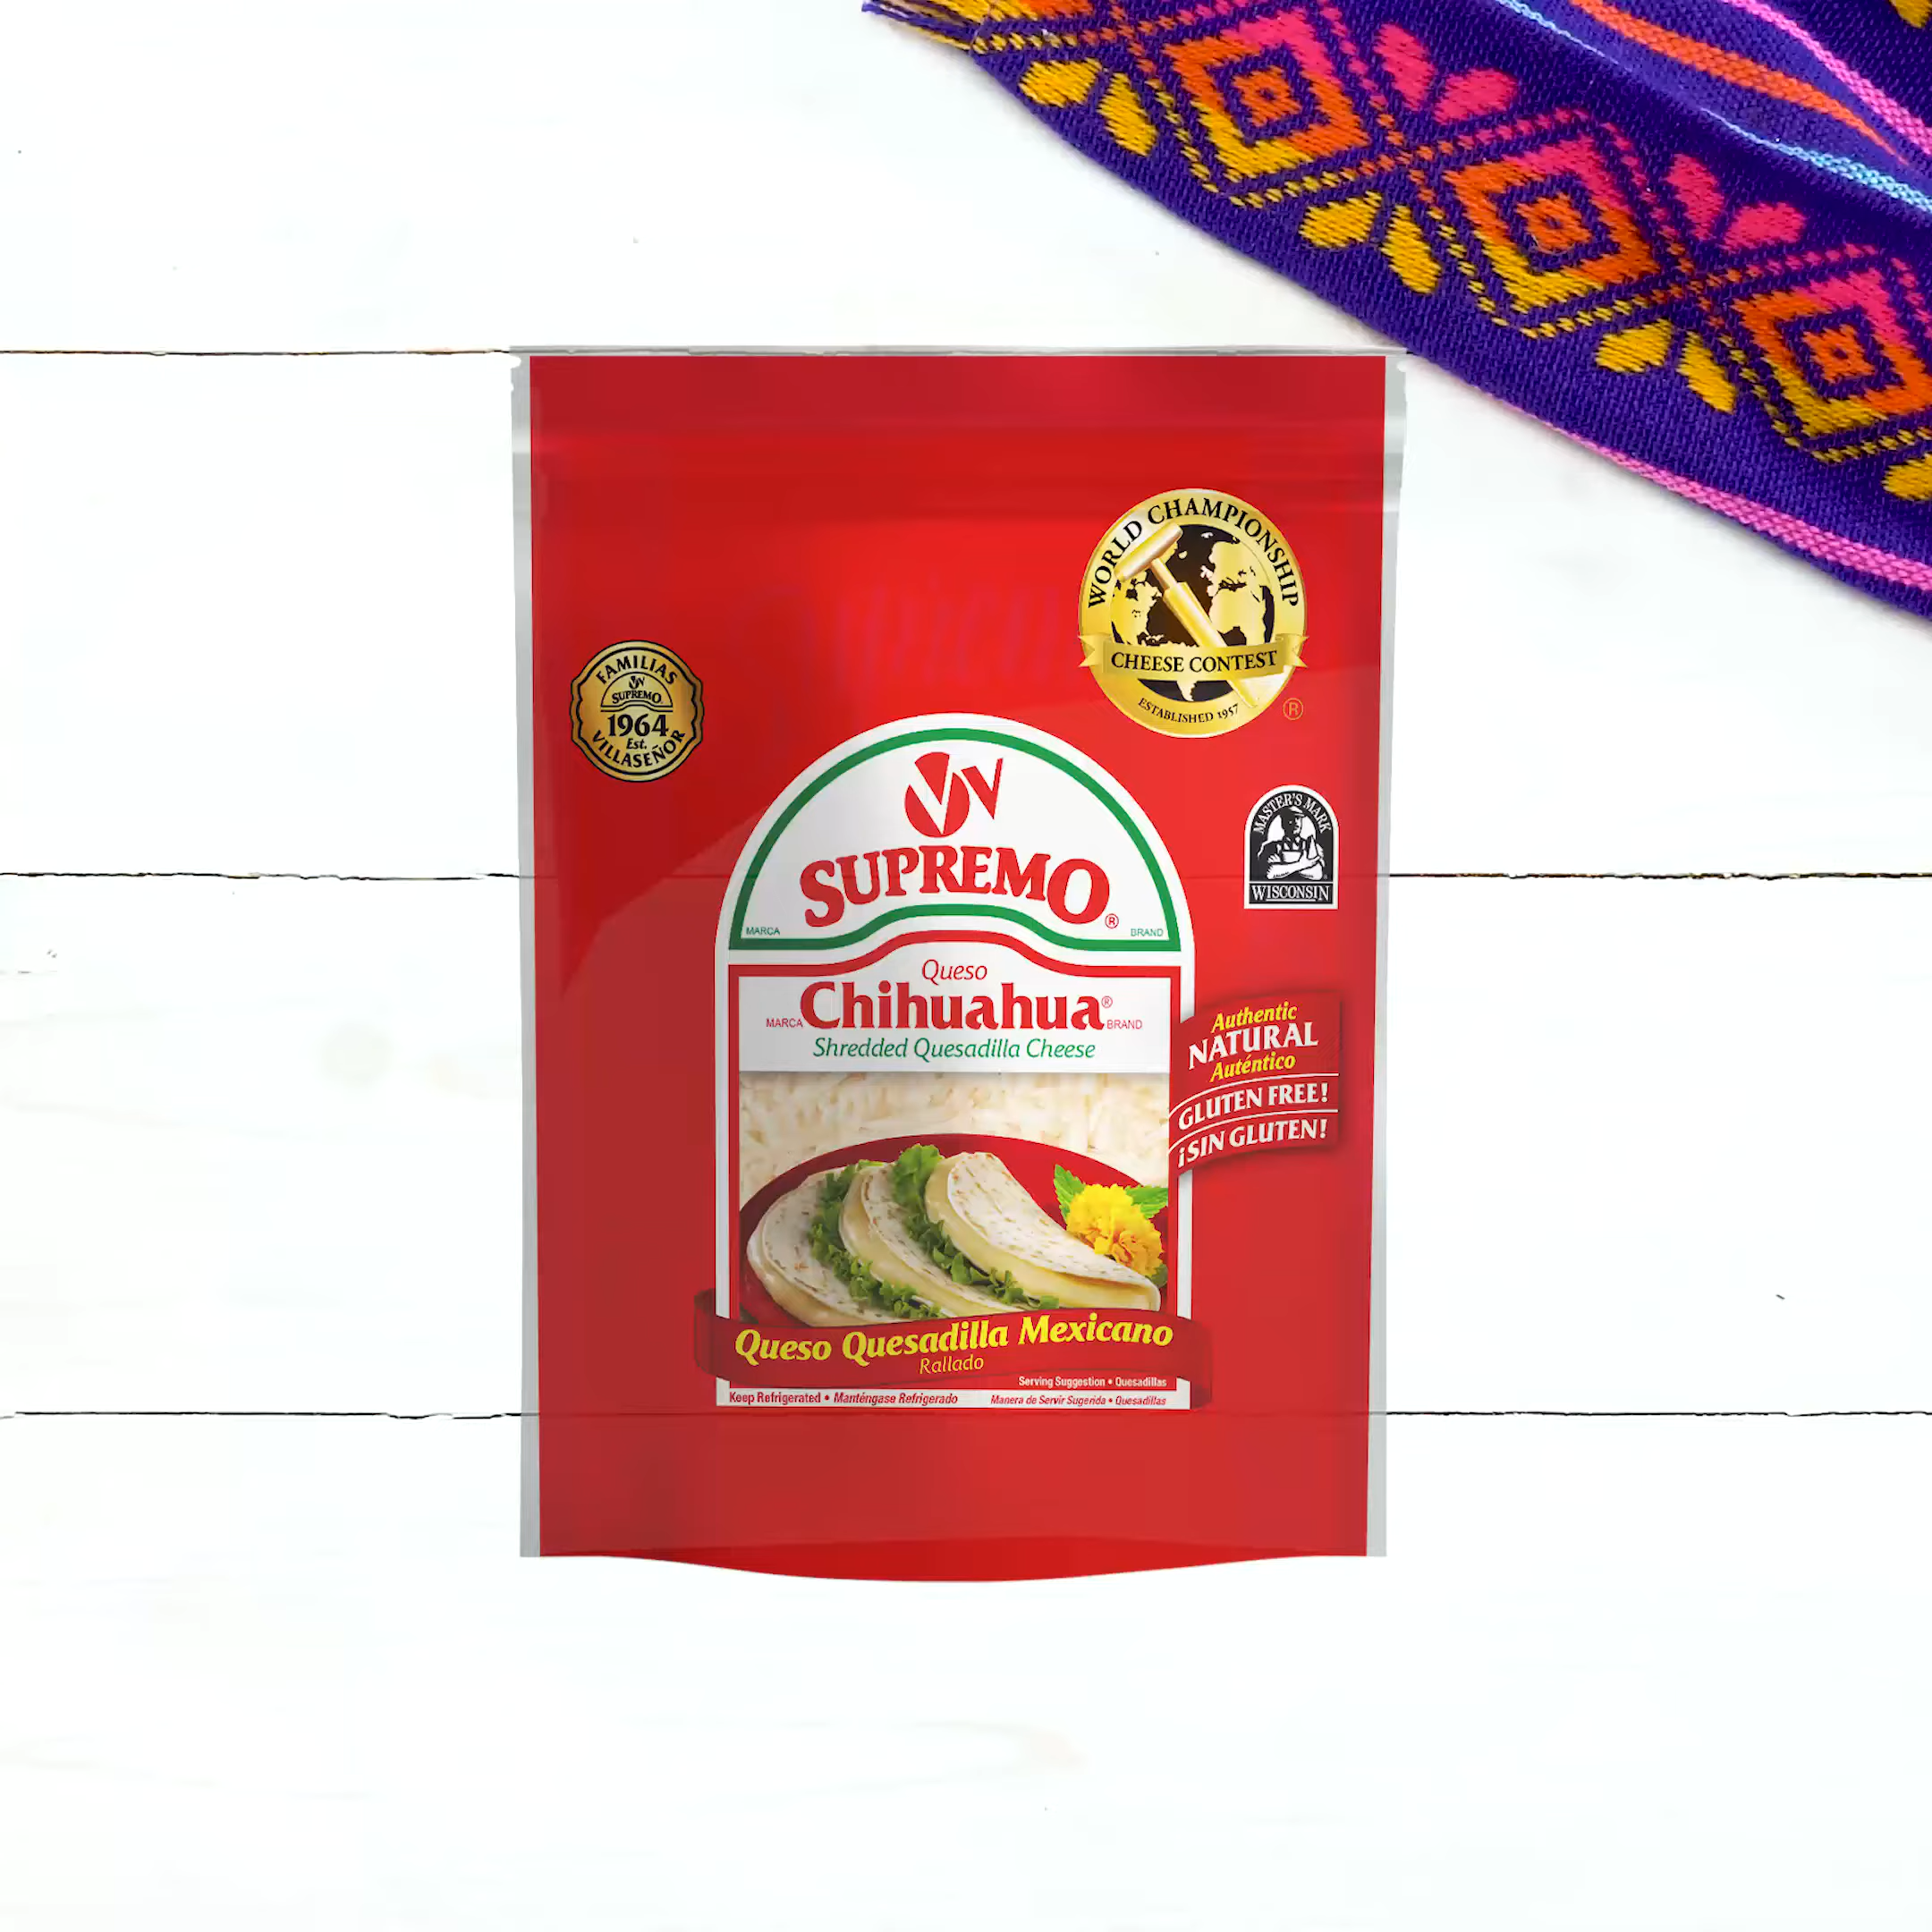 WORLD CHAMPIONSHIP
CHEESE CONTEST
ESTABLISHED 1957
®
FAMILIAS
VV
SUPREMO
1964
Est.
VILLASEÑOR
VV
SUPREMO®
MARCA
BRAND
MASTER'S MARK
WISCONSIN
Queso
MARCA Chihuahua® BRAND
Shredded Quesadilla Cheese
Authentic
NATURAL
Auténtico
GLUTEN FREE!
¡SIN GLUTEN!
Queso Quesadilla Mexicano
Rallado
Serving Suggestion • Quesadillas
Keep Refrigerated • Manténgase Refrigerado
Manera de Servir Sugerida • Quesadillas